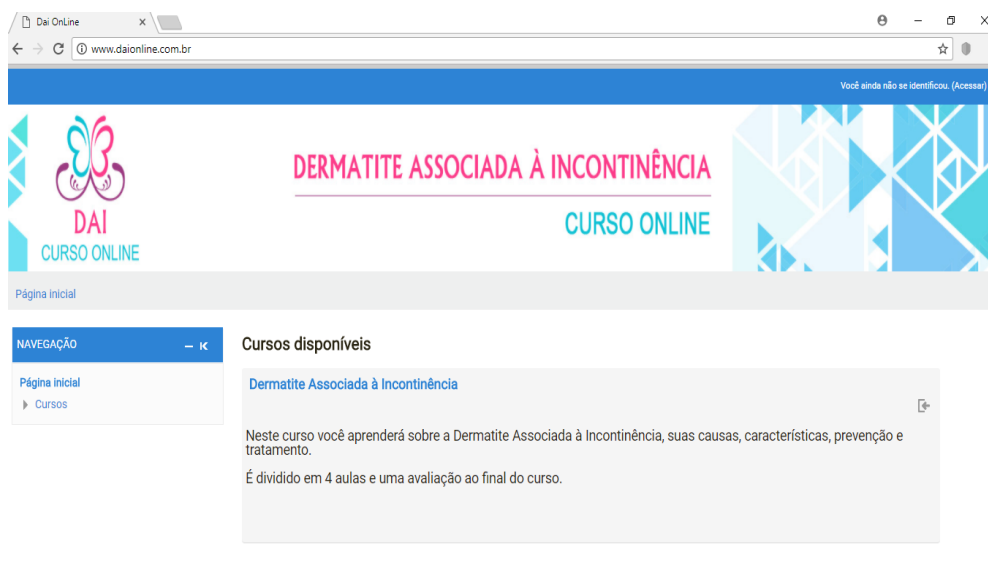 Dai OnLine
www.daionline.com.br
Você ainda não se identificou. (Acessar)
DAI
CURSO ONLINE
DERMATITE ASSOCIADA À INCONTINÊNCIA
CURSO ONLINE
Página inicial
NAVEGAÇÃO
Página inicial
Cursos
Cursos disponíveis
Dermatite Associada à Incontinência
Neste curso você aprenderá sobre a Dermatite Associada à Incontinência, suas causas, características, prevenção e
tratamento.
É dividido em 4 aulas e uma avaliação ao final do curso.